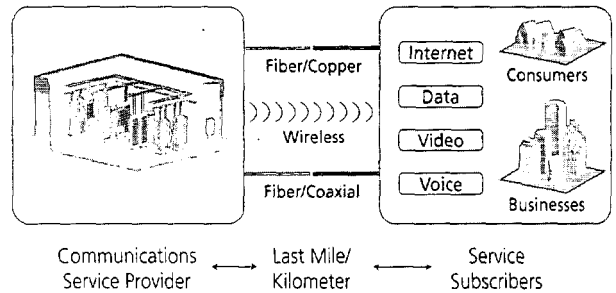 Fiber/Copper
Wireless
Fiber/Coaxial
Internet
Data
Video
Voice
Consumers
Businesses
Communications
Service Provider
Last Mile/
Kilometer
Service
Subscribers